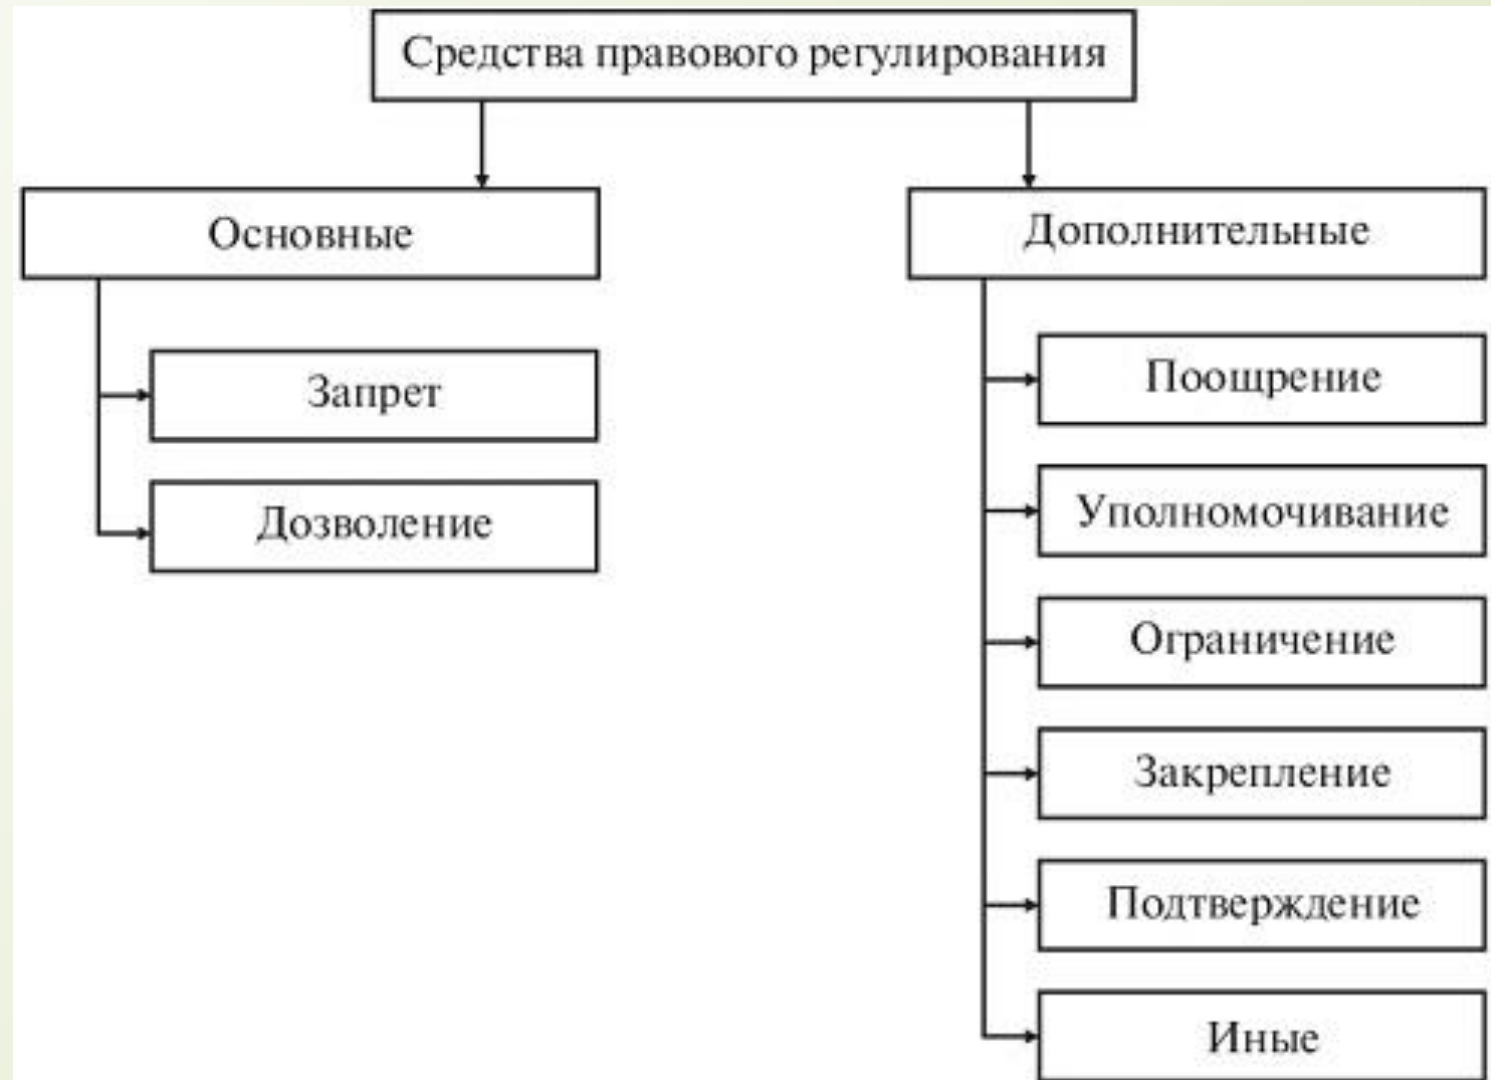 Средства правового регулирования
Основные
Запрет
Дозволение
Дополнительные
Поощрение
Уполномочивание
Ограничение
Закрепление
Подтверждение
Иные